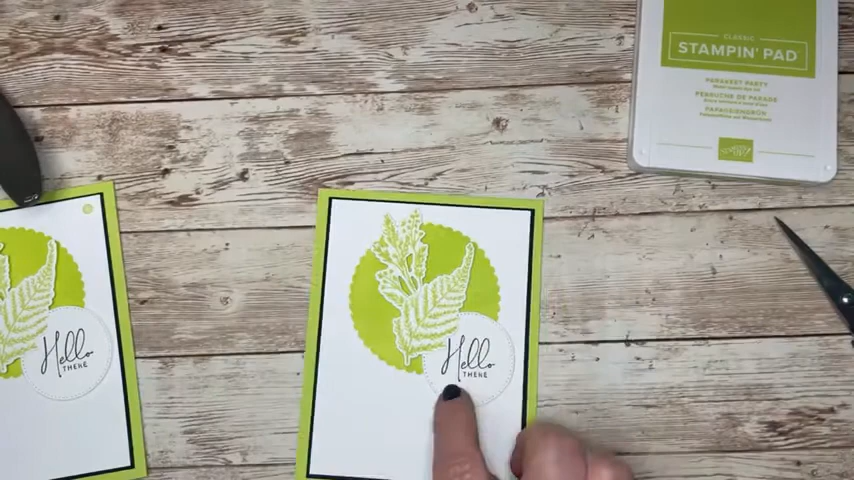 CLASSIC
STAMPIN' PAD
PARAKEET PARTY
PERRUCHE DE PARADE
PAPAGEIENGRÜN
Hello
THERE
Hello
THERE